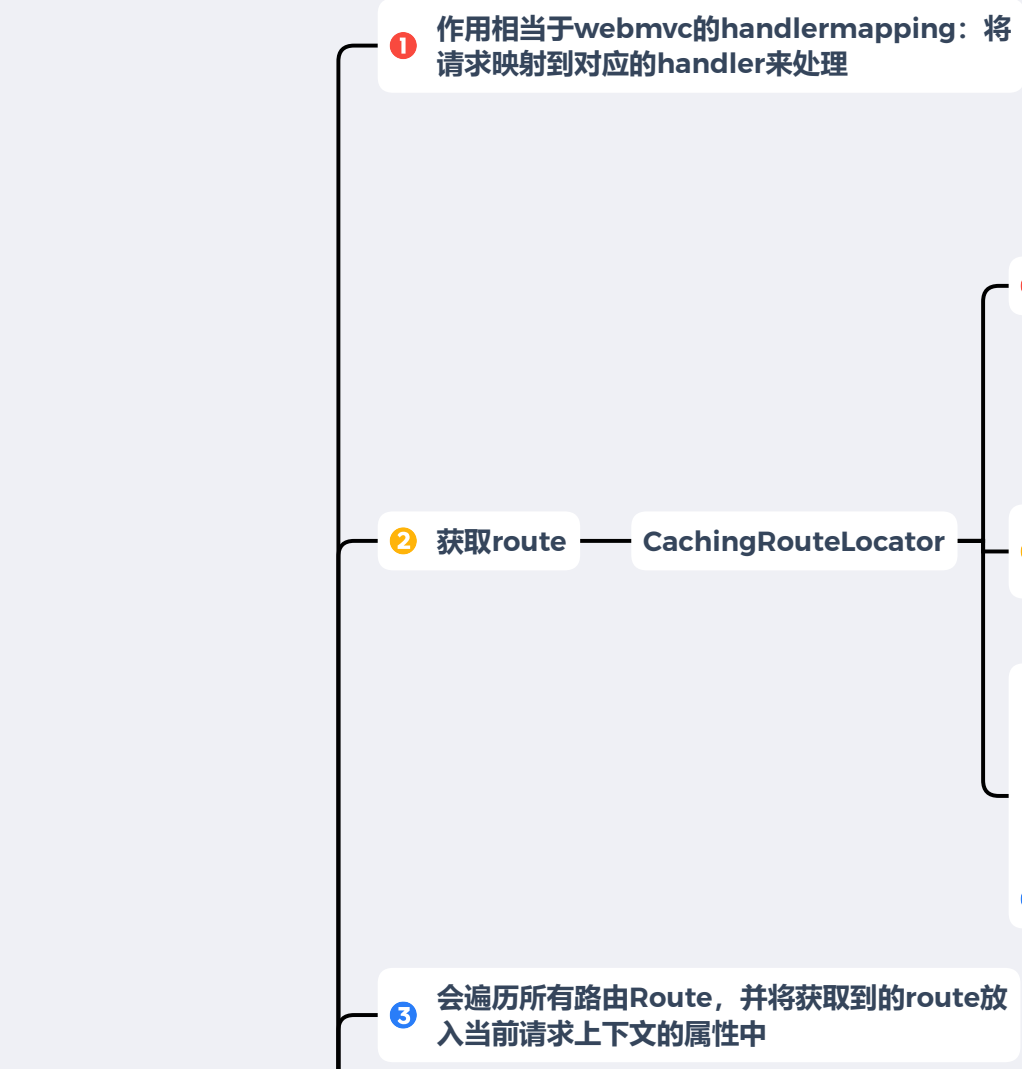 1 作用相当于webmvc的handlermapping：将
请求映射到对应的handler来处理
2 获取route
CachingRouteLocator
3 会遍历所有路由Route，并将获取到的route放
入当前请求上下文的属性中